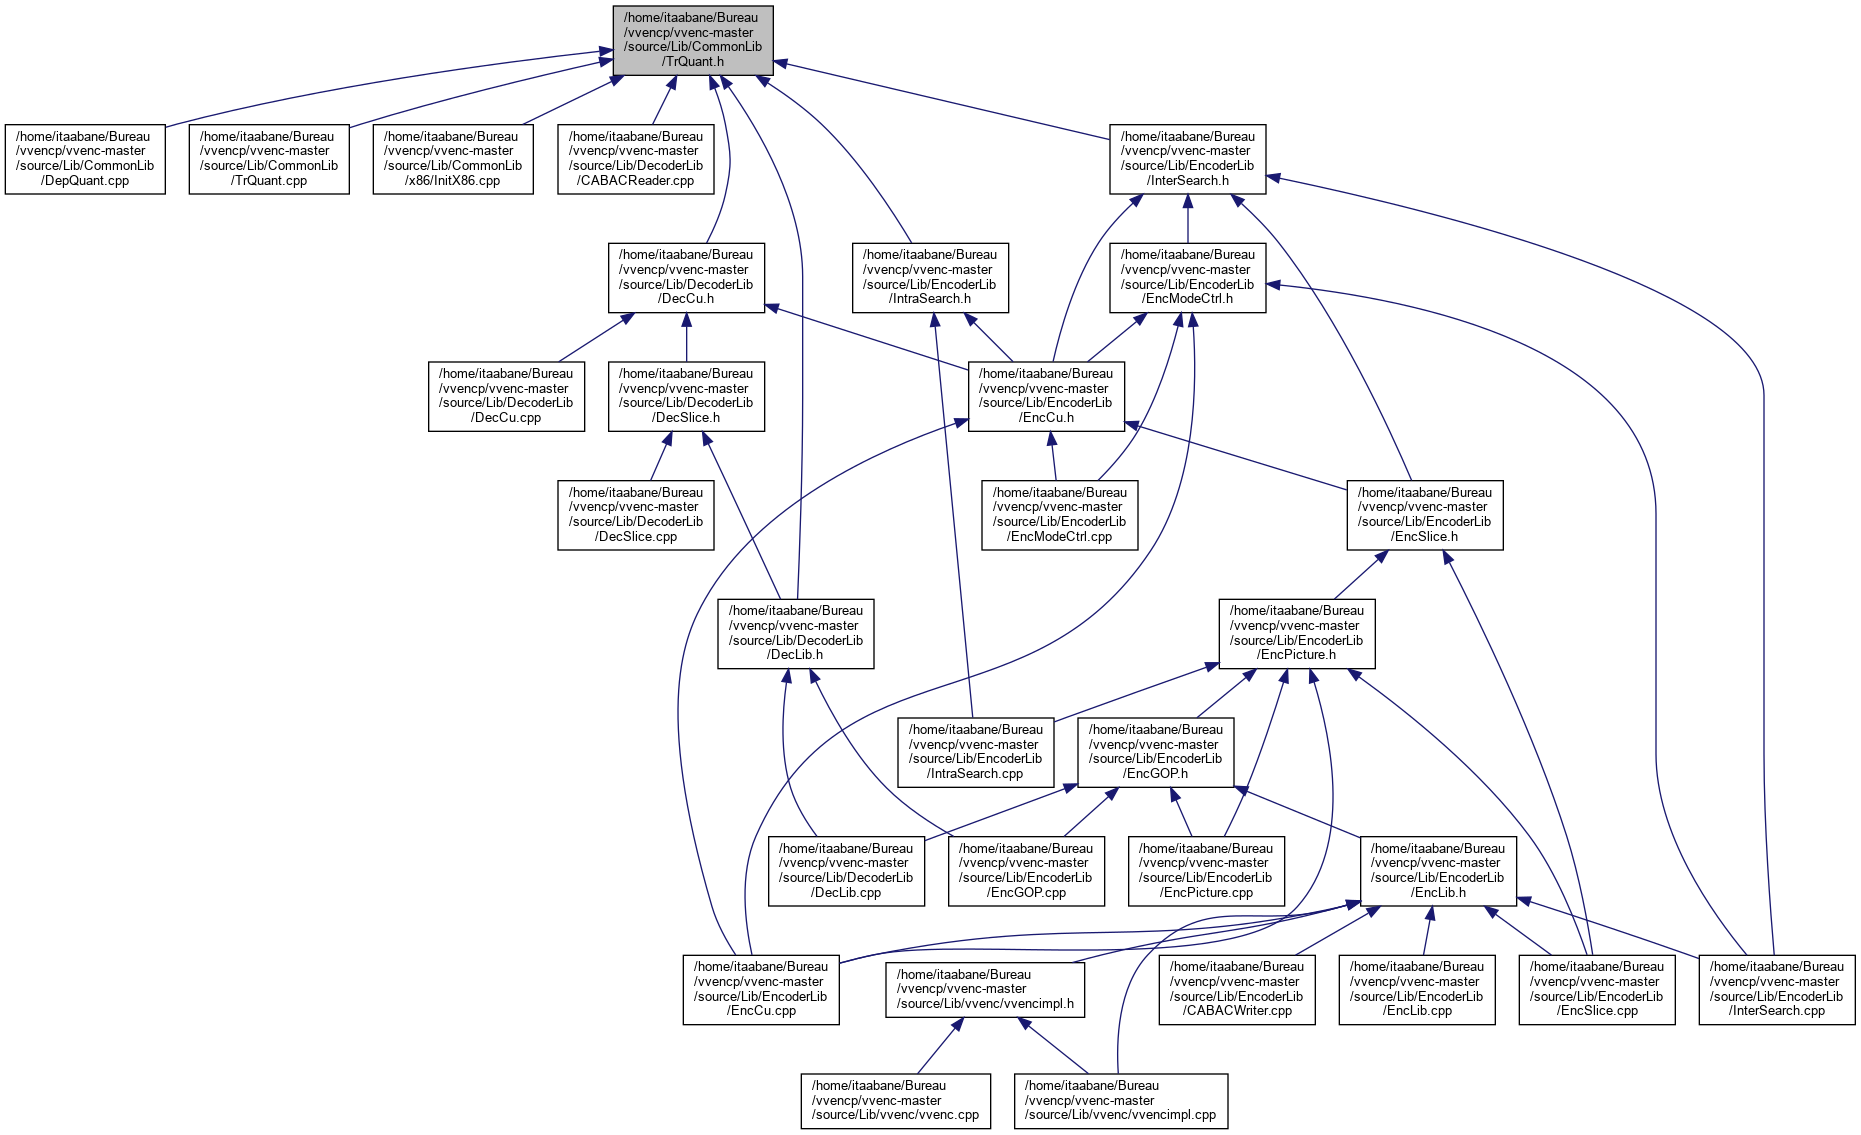 /home/itaabane/Bureau
/vvencp/vvenc-master
/source/Lib/CommonLib
/TrQuant.h
/home/itaabane/Bureau
/vvencp/vvenc-master
/source/Lib/CommonLib
/DepQuant.cpp
/home/itaabane/Bureau
/vvencp/vvenc-master
/source/Lib/CommonLib
/TrQuant.cpp
/home/itaabane/Bureau
/vvencp/vvenc-master
/source/Lib/CommonLib
/x86/InitX86.cpp
/home/itaabane/Bureau
/vvencp/vvenc-master
/source/Lib/DecoderLib
/CABACReader.cpp
/home/itaabane/Bureau
/vvencp/vvenc-master
/source/Lib/EncoderLib
/InterSearch.h
/home/itaabane/Bureau
/vvencp/vvenc-master
/source/Lib/DecoderLib
/DecCu.h
/home/itaabane/Bureau
/vvencp/vvenc-master
/source/Lib/EncoderLib
/IntraSearch.h
/home/itaabane/Bureau
/vvencp/vvenc-master
/source/Lib/EncoderLib
/EncModeCtrl.h
/home/itaabane/Bureau
/vvencp/vvenc-master
/source/Lib/DecoderLib
/DecCu.cpp
/home/itaabane/Bureau
/vvencp/vvenc-master
/source/Lib/DecoderLib
/DecSlice.h
/home/itaabane/Bureau
/vvencp/vvenc-master
/source/Lib/EncoderLib
/EncCu.h
/home/itaabane/Bureau
/vvencp/vvenc-master
/source/Lib/DecoderLib
/DecSlice.cpp
/home/itaabane/Bureau
/vvencp/vvenc-master
/source/Lib/EncoderLib
/EncModeCtrl.cpp
/home/itaabane/Bureau
/vvencp/vvenc-master
/source/Lib/EncoderLib
/EncSlice.h
/home/itaabane/Bureau
/vvencp/vvenc-master
/source/Lib/DecoderLib
/DecLib.h
/home/itaabane/Bureau
/vvencp/vvenc-master
/source/Lib/EncoderLib
/EncPicture.h
/home/itaabane/Bureau
/vvencp/vvenc-master
/source/Lib/EncoderLib
/IntraSearch.cpp
/home/itaabane/Bureau
/vvencp/vvenc-master
/source/Lib/EncoderLib
/EncGOP.h
/home/itaabane/Bureau
/vvencp/vvenc-master
/source/Lib/DecoderLib
/DecLib.cpp
/home/itaabane/Bureau
/vvencp/vvenc-master
/source/Lib/EncoderLib
/EncGOP.cpp
/home/itaabane/Bureau
/vvencp/vvenc-master
/source/Lib/EncoderLib
/EncPicture.cpp
/home/itaabane/Bureau
/vvencp/vvenc-master
/source/Lib/EncoderLib
/EncLib.h
/home/itaabane/Bureau
/vvencp/vvenc-master
/source/Lib/EncoderLib
/EncCu.cpp
/home/itaabane/Bureau
/vvencp/vvenc-master
/source/Lib/vvenc/vvencimpl.h
/home/itaabane/Bureau
/vvencp/vvenc-master
/source/Lib/EncoderLib
/CABACWriter.cpp
/home/itaabane/Bureau
/vvencp/vvenc-master
/source/Lib/EncoderLib
/EncLib.cpp
/home/itaabane/Bureau
/vvencp/vvenc-master
/source/Lib/EncoderLib
/EncSlice.cpp
/home/itaabane/Bureau
/vvencp/vvenc-master
/source/Lib/EncoderLib
/InterSearch.cpp
/home/itaabane/Bureau
/vvencp/vvenc-master
/source/Lib/vvenc/vvenc.cpp
/home/itaabane/Bureau
/vvencp/vvenc-master
/source/Lib/vvenc/vvencimpl.cpp